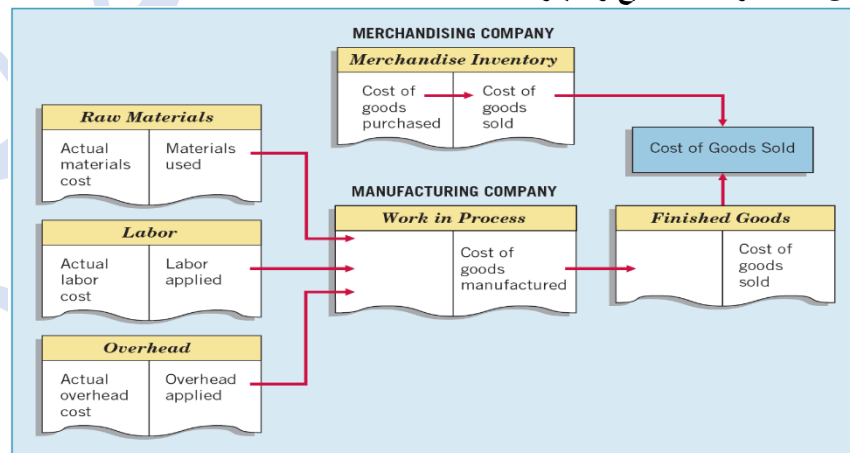 MERCHANDISING COMPANY
Merchandise Inventory
Cost of
goods
purchased
Cost of
goods
sold
Raw Materials
Actual
materials
cost
Materials
used
Cost of Goods Sold
MANUFACTURING COMPANY
Labor
Actual
labor
cost
Labor
applied
Work in Process
Cost of
goods
manufactured
Finished Goods
Cost of
goods
sold
Overhead
Actual
overhead
cost
Overhead
applied